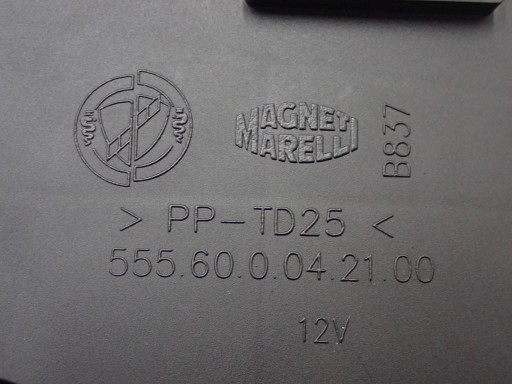 MAGNETI
MARELLI
B837
> PP-TD25 <
555.60.0.04.21.00
12V